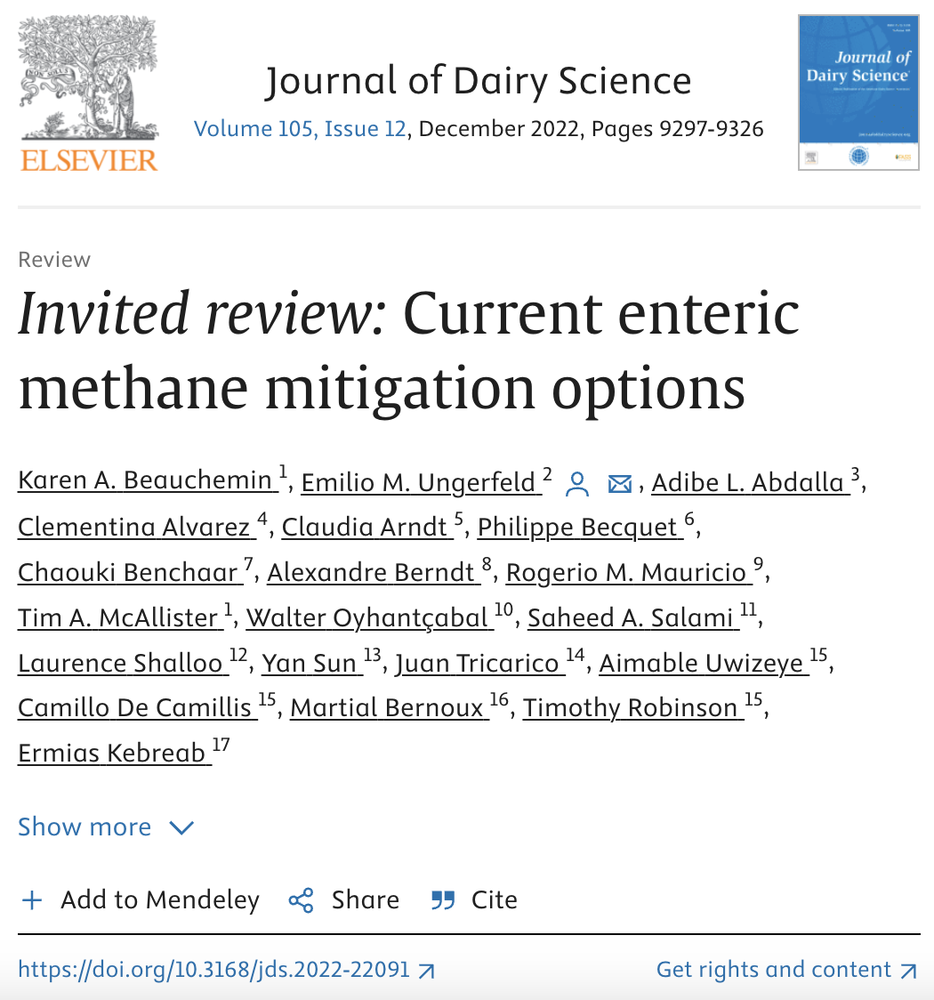 ELSEVIER
Journal of Dairy Science
Volume 105, Issue 12, December 2022, Pages 9297-9326
Journal of
Dairy Science
Review
Invited review: Current enteric
methane mitigation options
Karen A. Beauchemin 1, Emilio M. Ungerfeld 2, Adibe L. Abdalla 3,
Clementina Alvarez 4, Claudia Arndt 5, Philippe Becquet 6,
Chaouki Benchaar 7, Alexandre Berndt 8, Rogerio M. Mauricio 9,
Tim A. McAllister 1, Walter Oyhantçabal 10, Saheed A. Salami 11,
Laurence Shalloo 12, Yan Sun 13, Juan Tricarico 14, Aimable Uwizeye 15,
Camillo De Camillis 15, Martial Bernoux 16, Timothy Robinson 15,
Ermias Kebreab 17
Show more
Add to Mendeley Share Cite
https://doi.org/10.3168/jds.2022-22091 Get rights and content